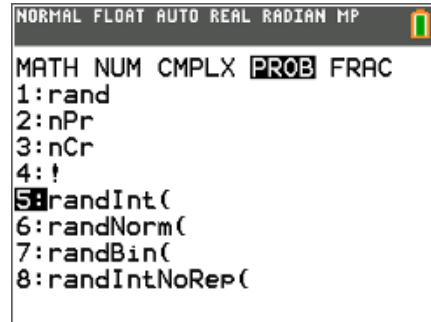 NORMAL FLOAT AUTO REAL RADIAN MP
MATH NUM CMPLX PROB FRAC
1:rand
2:nPr
3:nCr
4:!
5:randInt(
6:randNorm(
7:randBin(
8:randIntNoRep(